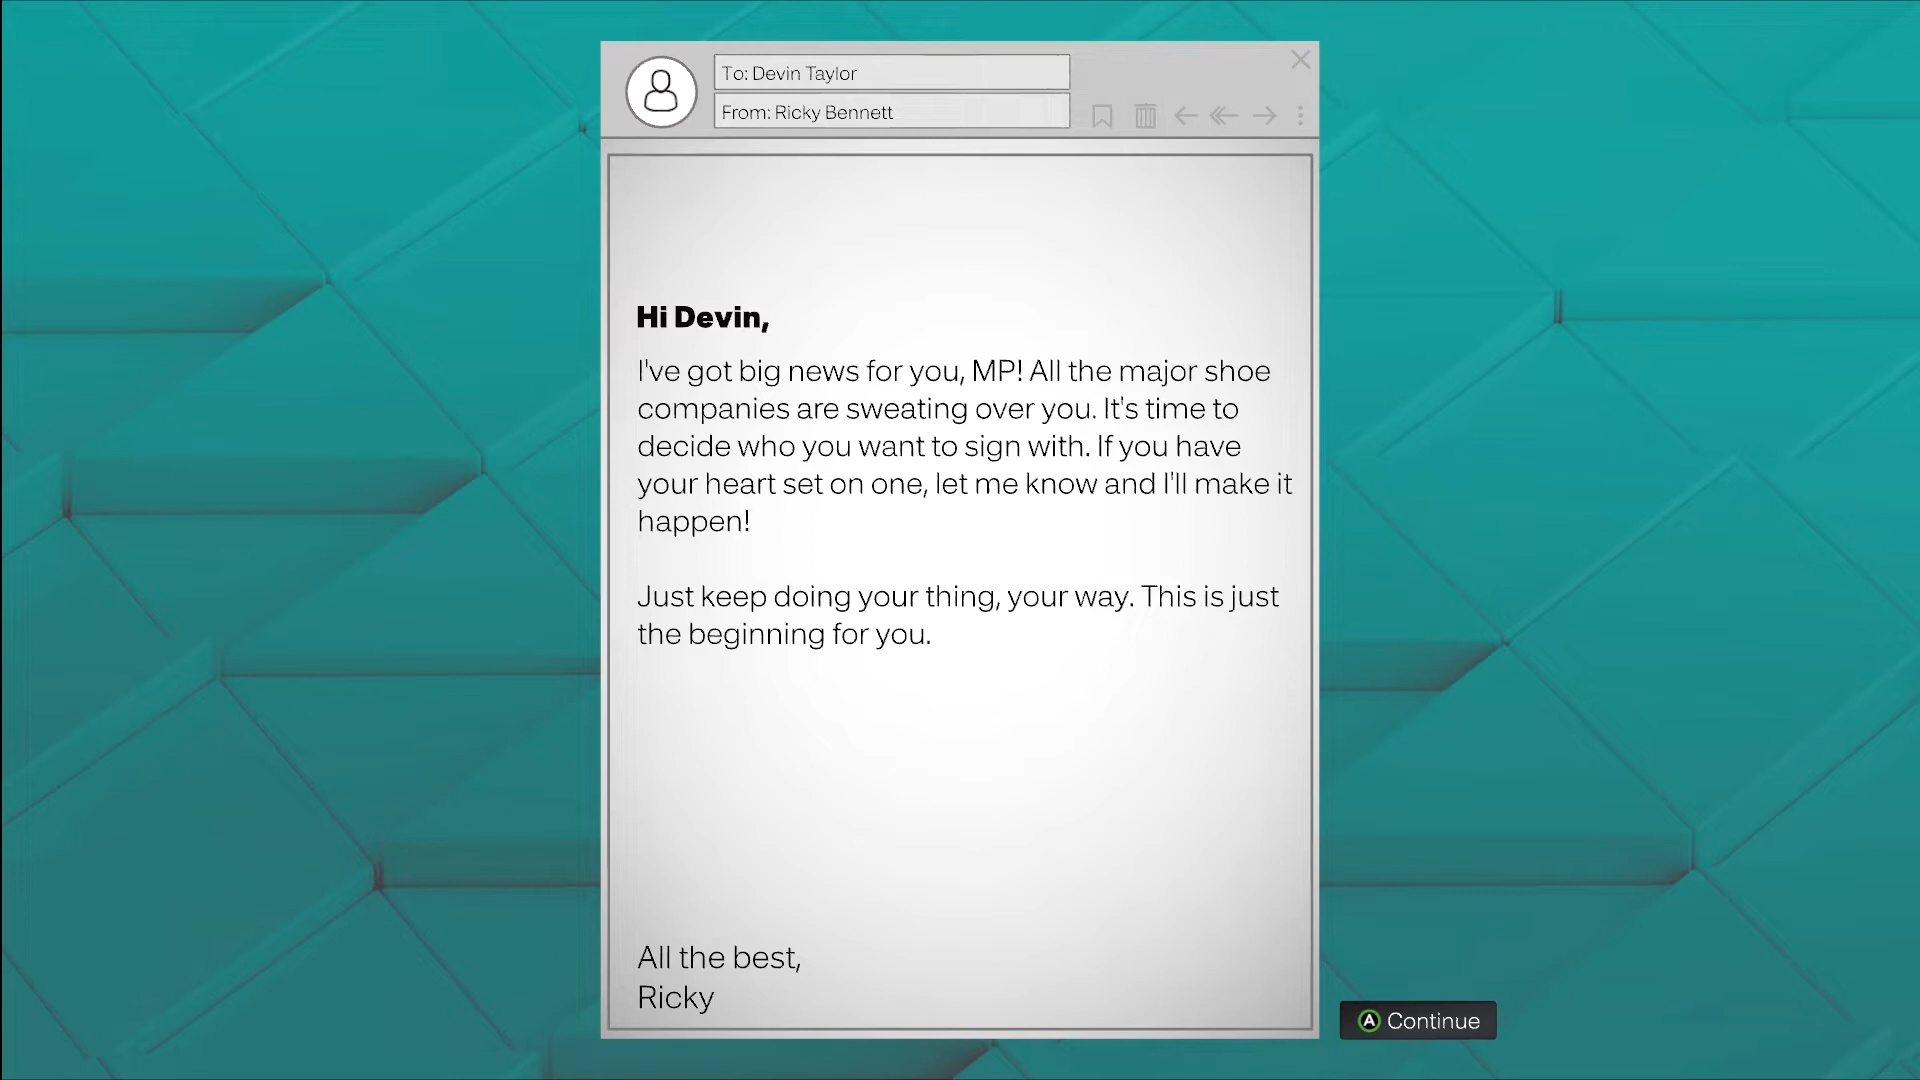 To: Devin Taylor
From: Ricky Bennett
Hi Devin,
I've got big news for you, MP! All the major shoe
companies are sweating over you. It's time to
decide who you want to sign with. If you have
your heart set on one, let me know and I'll make it
happen!
Just keep doing your thing, your way. This is just
the beginning for you.
All the best,
Ricky
A Continue